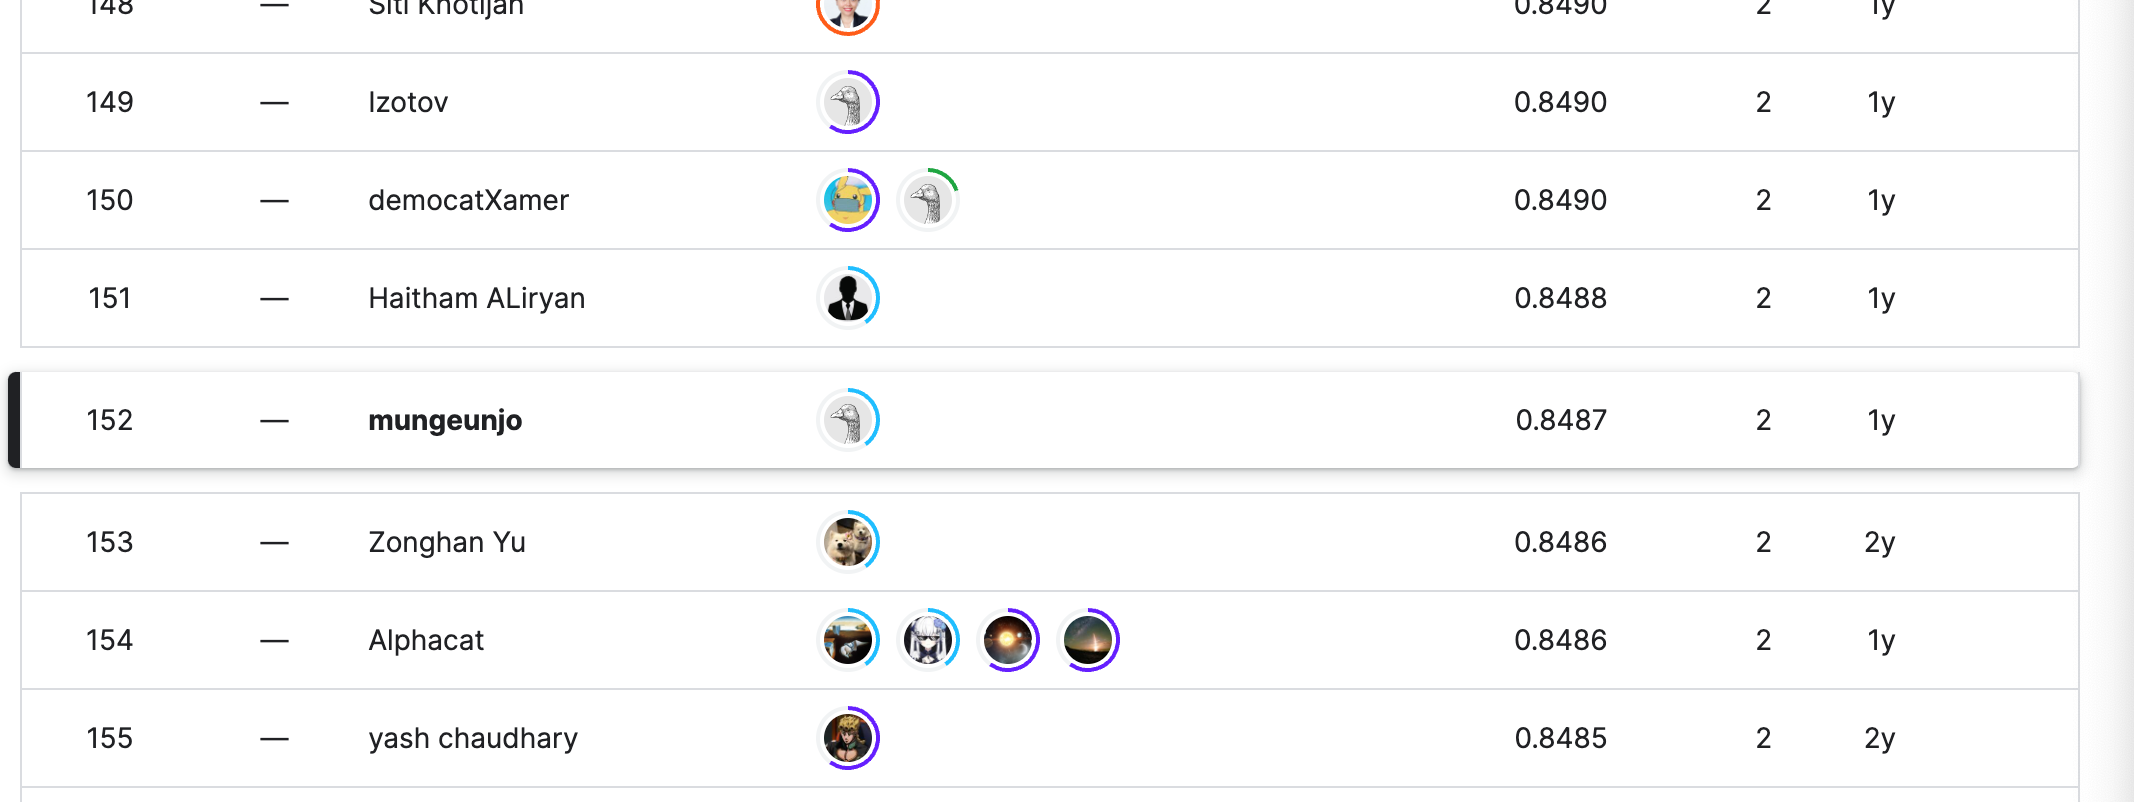 148 — Siti Khotijah 0.8490 2 1y
149 — Izotov 0.8490 2 1y
150 — democatXamer 0.8490 2 1y
151 — Haitham ALiryan 0.8488 2 1y
152 — mungeunjo 0.8487 2 1y
153 — Zonghan Yu 0.8486 2 2y
154 — Alphacat 0.8486 2 1y
155 — yash chaudhary 0.8485 2 2y